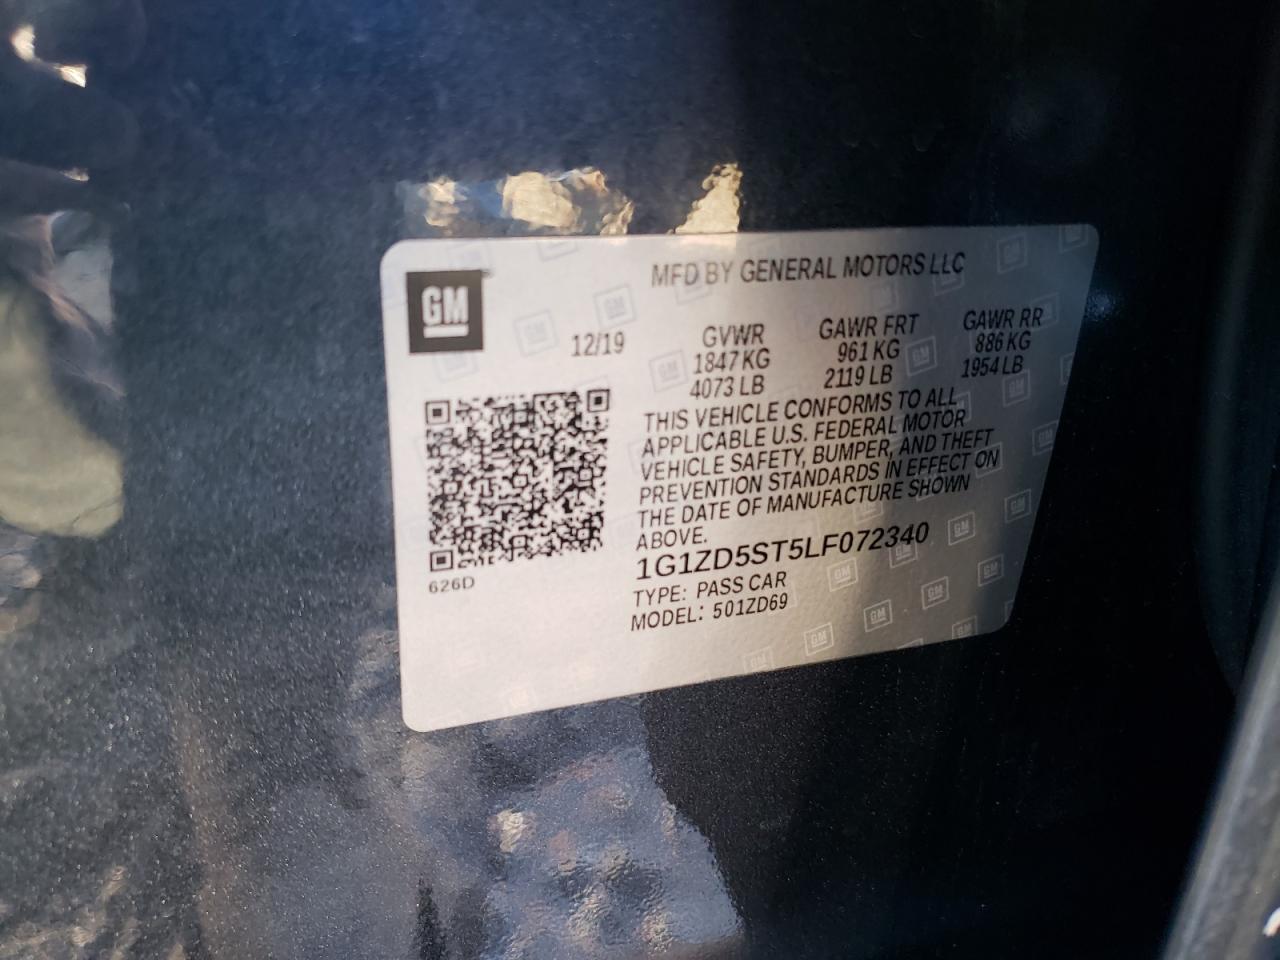 GM
MFD BY GENERAL MOTORS LLC
12/19
GVWR
1847 KG
4073 LB
GAWR FRT
961 KG
2119 LB
GAWR RR
886 KG
1954 LB
THIS VEHICLE CONFORMS TO ALL
APPLICABLE U.S. FEDERAL MOTOR
VEHICLE SAFETY, BUMPER, AND THEFT
PREVENTION STANDARDS IN EFFECT ON
THE DATE OF MANUFACTURE SHOWN
ABOVE.
1G1ZD5ST5LF072340
TYPE: PASS CAR
MODEL: 501ZD69
626D